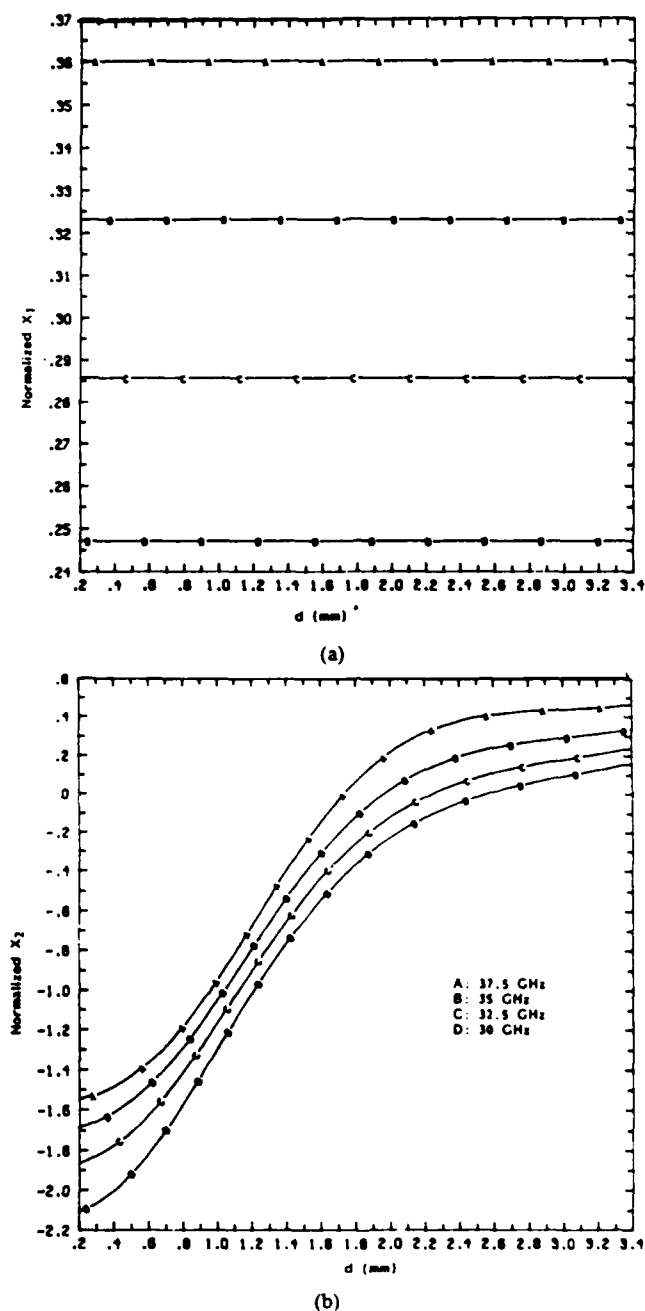 .37
.36
.35
.34
.33
.32
.31
.30
.29
.28
.27
.26
.25
.24
Normalized X₁
.2 .4 .6 .8 1.0 1.2 1.4 1.6 1.8 2.0 2.2 2.4 2.6 2.8 3.0 3.2 3.4
d (mm)
(a)
.6
.4
.2
.0
-.2
-.4
-.6
-.8
-1.0
-1.2
-1.4
-1.6
-1.8
-2.0
-2.2
Normalized X₂
A: 37.5 GHz
B: 35 GHz
C: 32.5 GHz
D: 30 GHz
.2 .4 .6 .8 1.0 1.2 1.4 1.6 1.8 2.0 2.2 2.4 2.6 2.8 3.0 3.2 3.4
d (mm)
(b)